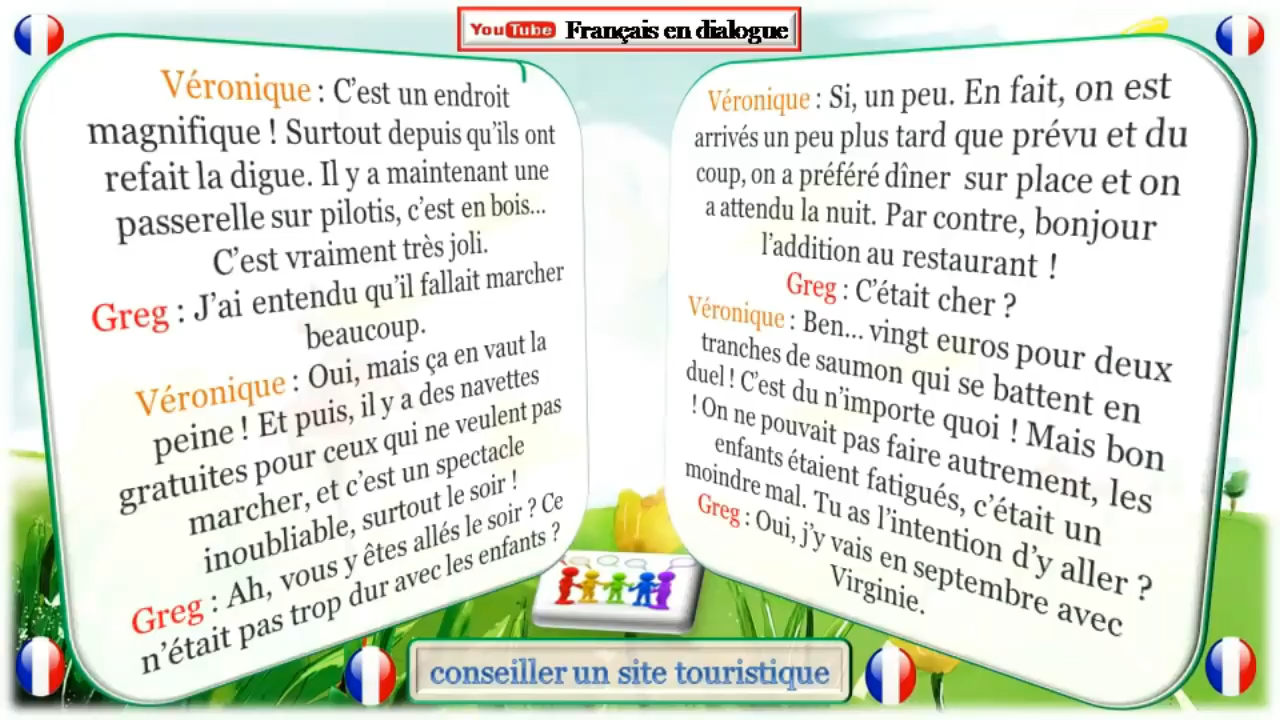 YouTube Français en dialogue
Véronique : C'est un endroit
magnifique ! Surtout depuis qu'ils ont
refait la digue. Il y a maintenant une
passerelle sur pilotis, c'est en bois...
C'est vraiment très joli.
Greg : J'ai entendu qu'il fallait marcher
beaucoup.
Véronique : Oui, mais ça en vaut la
peine ! Et puis, il y a des navettes
gratuites pour ceux qui ne veulent pas
marcher, et c'est un spectacle
inoubliable, surtout le soir !
Greg : Ah, vous y êtes allés le soir ? Ce
n'était pas trop dur avec les enfants ?
Véronique : Si, un peu. En fait, on est
arrivés un peu plus tard que prévu et du
coup, on a préféré dîner sur place et on
a attendu la nuit. Par contre, bonjour
l'addition au restaurant !
Greg : C'était cher ?
Véronique : Ben... vingt euros pour deux
tranches de saumon qui se battent en
duel ! C'est du n'importe quoi ! Mais bon
! On ne pouvait pas faire autrement, les
enfants étaient fatigués, c'était un
moindre mal. Tu as l'intention d'y aller ?
Greg : Oui, j'y vais en septembre avec
Virginie.
conseiller un site touristique